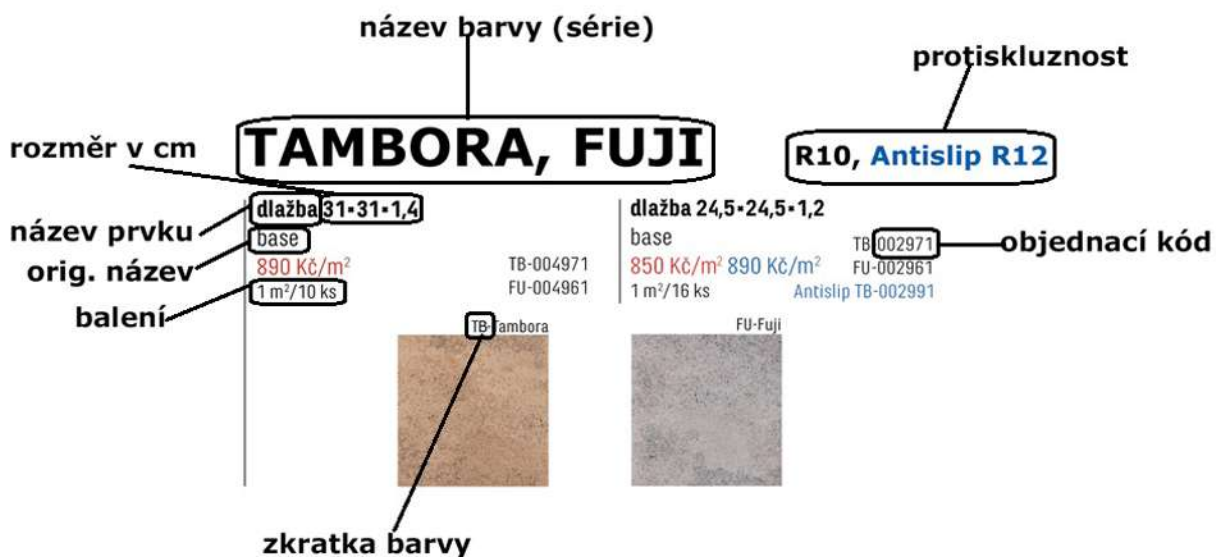 název barvy (série)
protiskluznost
rozměr v cm
TAMBORA, FUJI
R10, Antislip R12
název prvku
dlažba 31▪31▪1,4
orig. název
base
890 Kč/m²
TB-004971
balení
1 m²/10 ks
FU-004961
dlažba 24,5▪24,5▪1,2
base
TB-002971
objednací kód
850 Kč/m² 890 Kč/m²
FU-002961
1 m²/16 ks
Antislip TB-002991
TB-Tambora
FU-Fuji
zkratka barvy